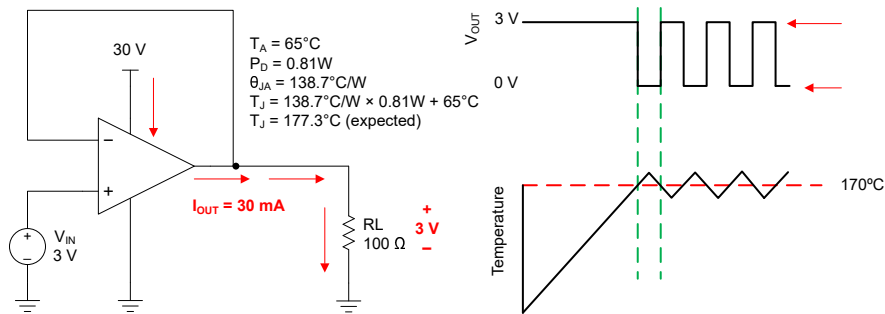 30 V
T_A = 65°C
P_D = 0.81W
θ_JA = 138.7°C/W
T_J = 138.7°C/W × 0.81W + 65°C
T_J = 177.3°C (expected)
−
+
I_OUT = 30 mA
V_IN
3 V
+
−
RL
100 Ω
+
3 V
−
V_OUT
3 V
0 V
Temperature
170ºC